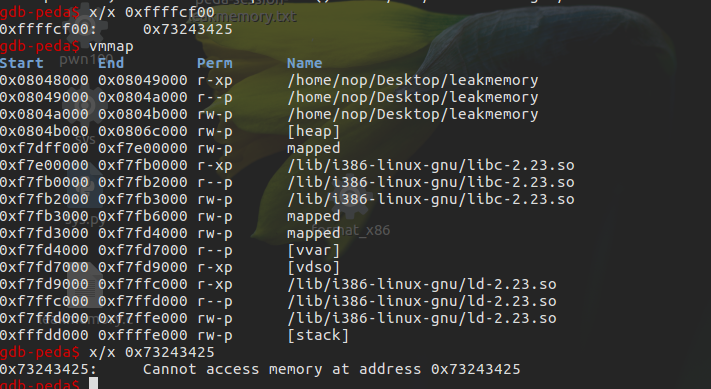 gdb-peda$ x/x 0xffffcf00
0xffffcf00:     0x73243425
gdb-peda$ vmmap
Start      End        Perm      Name
0x08048000 0x08049000 r-xp      /home/nop/Desktop/leakmemory
0x08049000 0x0804a000 r--p      /home/nop/Desktop/leakmemory
0x0804a000 0x0804b000 rw-p      /home/nop/Desktop/leakmemory
0x0804b000 0x0806c000 rw-p      [heap]
0xf7dff000 0xf7e00000 rw-p      mapped
0xf7e00000 0xf7fb0000 r-xp      /lib/i386-linux-gnu/libc-2.23.so
0xf7fb0000 0xf7fb2000 r--p      /lib/i386-linux-gnu/libc-2.23.so
0xf7fb2000 0xf7fb3000 rw-p      /lib/i386-linux-gnu/libc-2.23.so
0xf7fb3000 0xf7fb6000 rw-p      mapped
0xf7fd3000 0xf7fd4000 rw-p      mapped
0xf7fd4000 0xf7fd7000 r--p      [vvar]
0xf7fd7000 0xf7fd9000 r-xp      [vdso]
0xf7fd9000 0xf7ffc000 r-xp      /lib/i386-linux-gnu/ld-2.23.so
0xf7ffc000 0xf7ffd000 r--p      /lib/i386-linux-gnu/ld-2.23.so
0xf7ffd000 0xf7ffe000 rw-p      /lib/i386-linux-gnu/ld-2.23.so
0xfffdd000 0xffffe000 rw-p      [stack]
gdb-peda$ x/x 0x73243425
0x73243425:     Cannot access memory at address 0x73243425
gdb-peda$